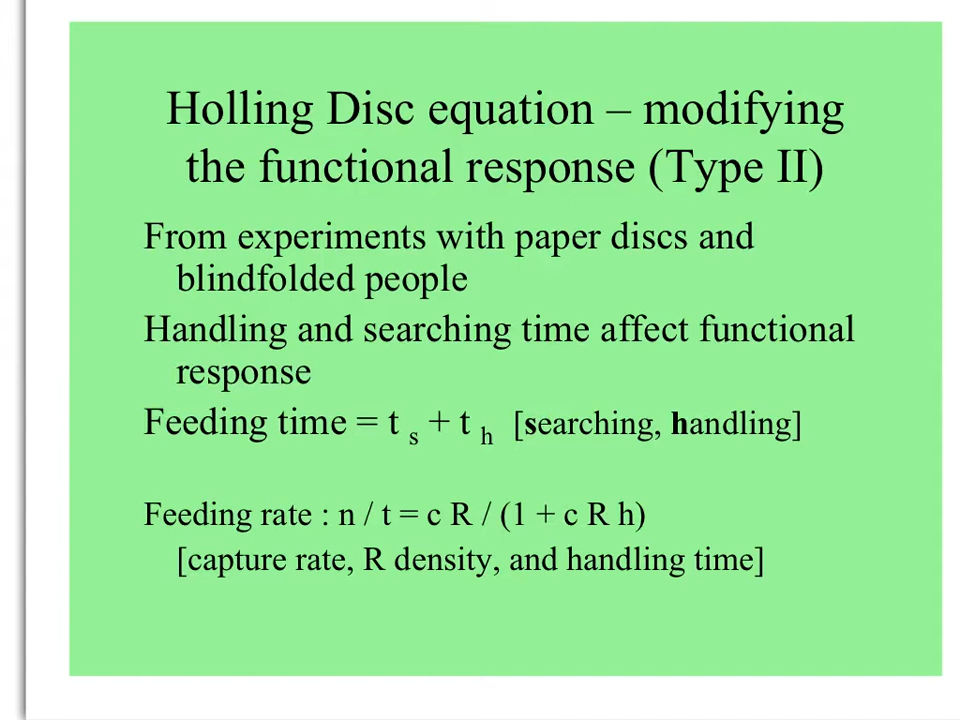 Holling Disc equation – modifying
the functional response (Type II)
From experiments with paper discs and
blindfolded people
Handling and searching time affect functional
response
Feeding time = t s + t h [searching, handling]
Feeding rate : n / t = c R / (1 + c R h)
[capture rate, R density, and handling time]